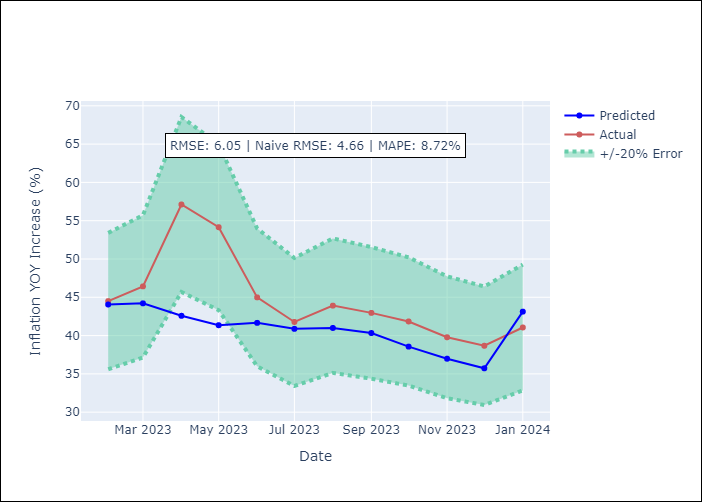 70
65
60
55
50
45
40
35
30
Inflation YOY Increase (%)
RMSE: 6.05 | Naive RMSE: 4.66 | MAPE: 8.72%
Predicted
Actual
+/-20% Error
Mar 2023
May 2023
Jul 2023
Sep 2023
Nov 2023
Jan 2024
Date